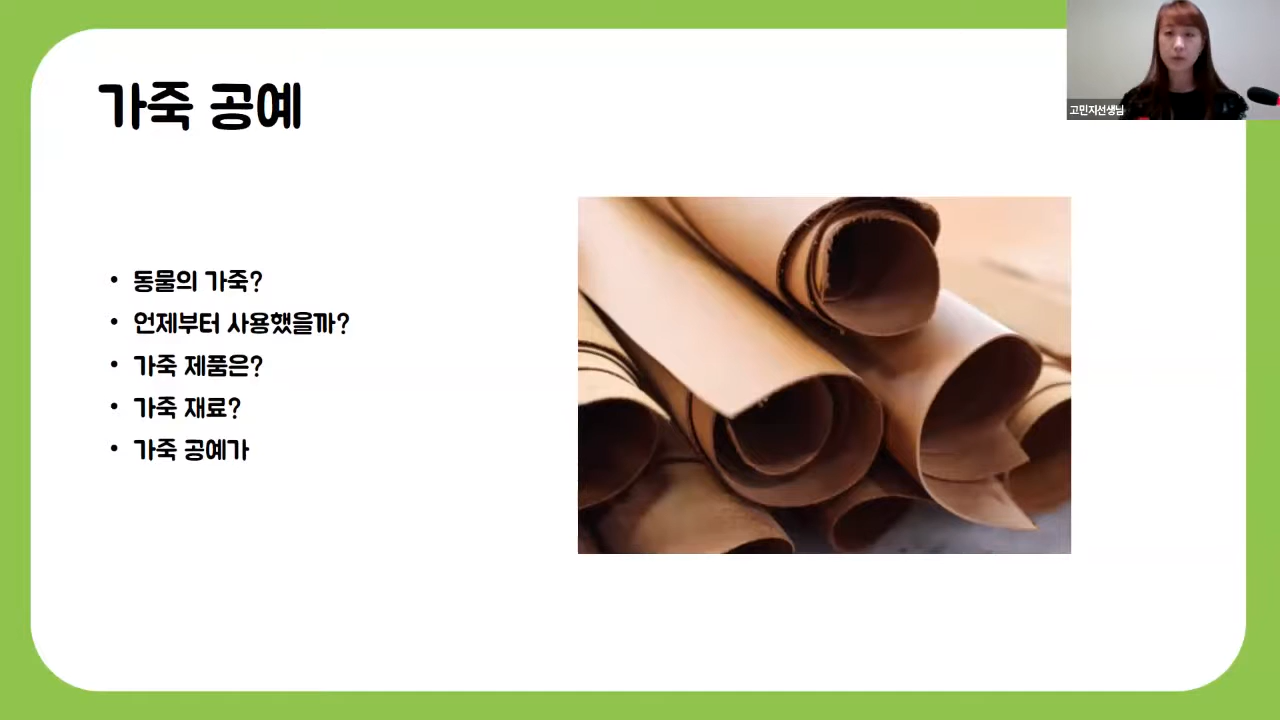 가죽 공예
고민지선생님
• 동물의 가죽?
• 언제부터 사용했을까?
• 가죽 제품은?
• 가죽 재료?
• 가죽 공예가